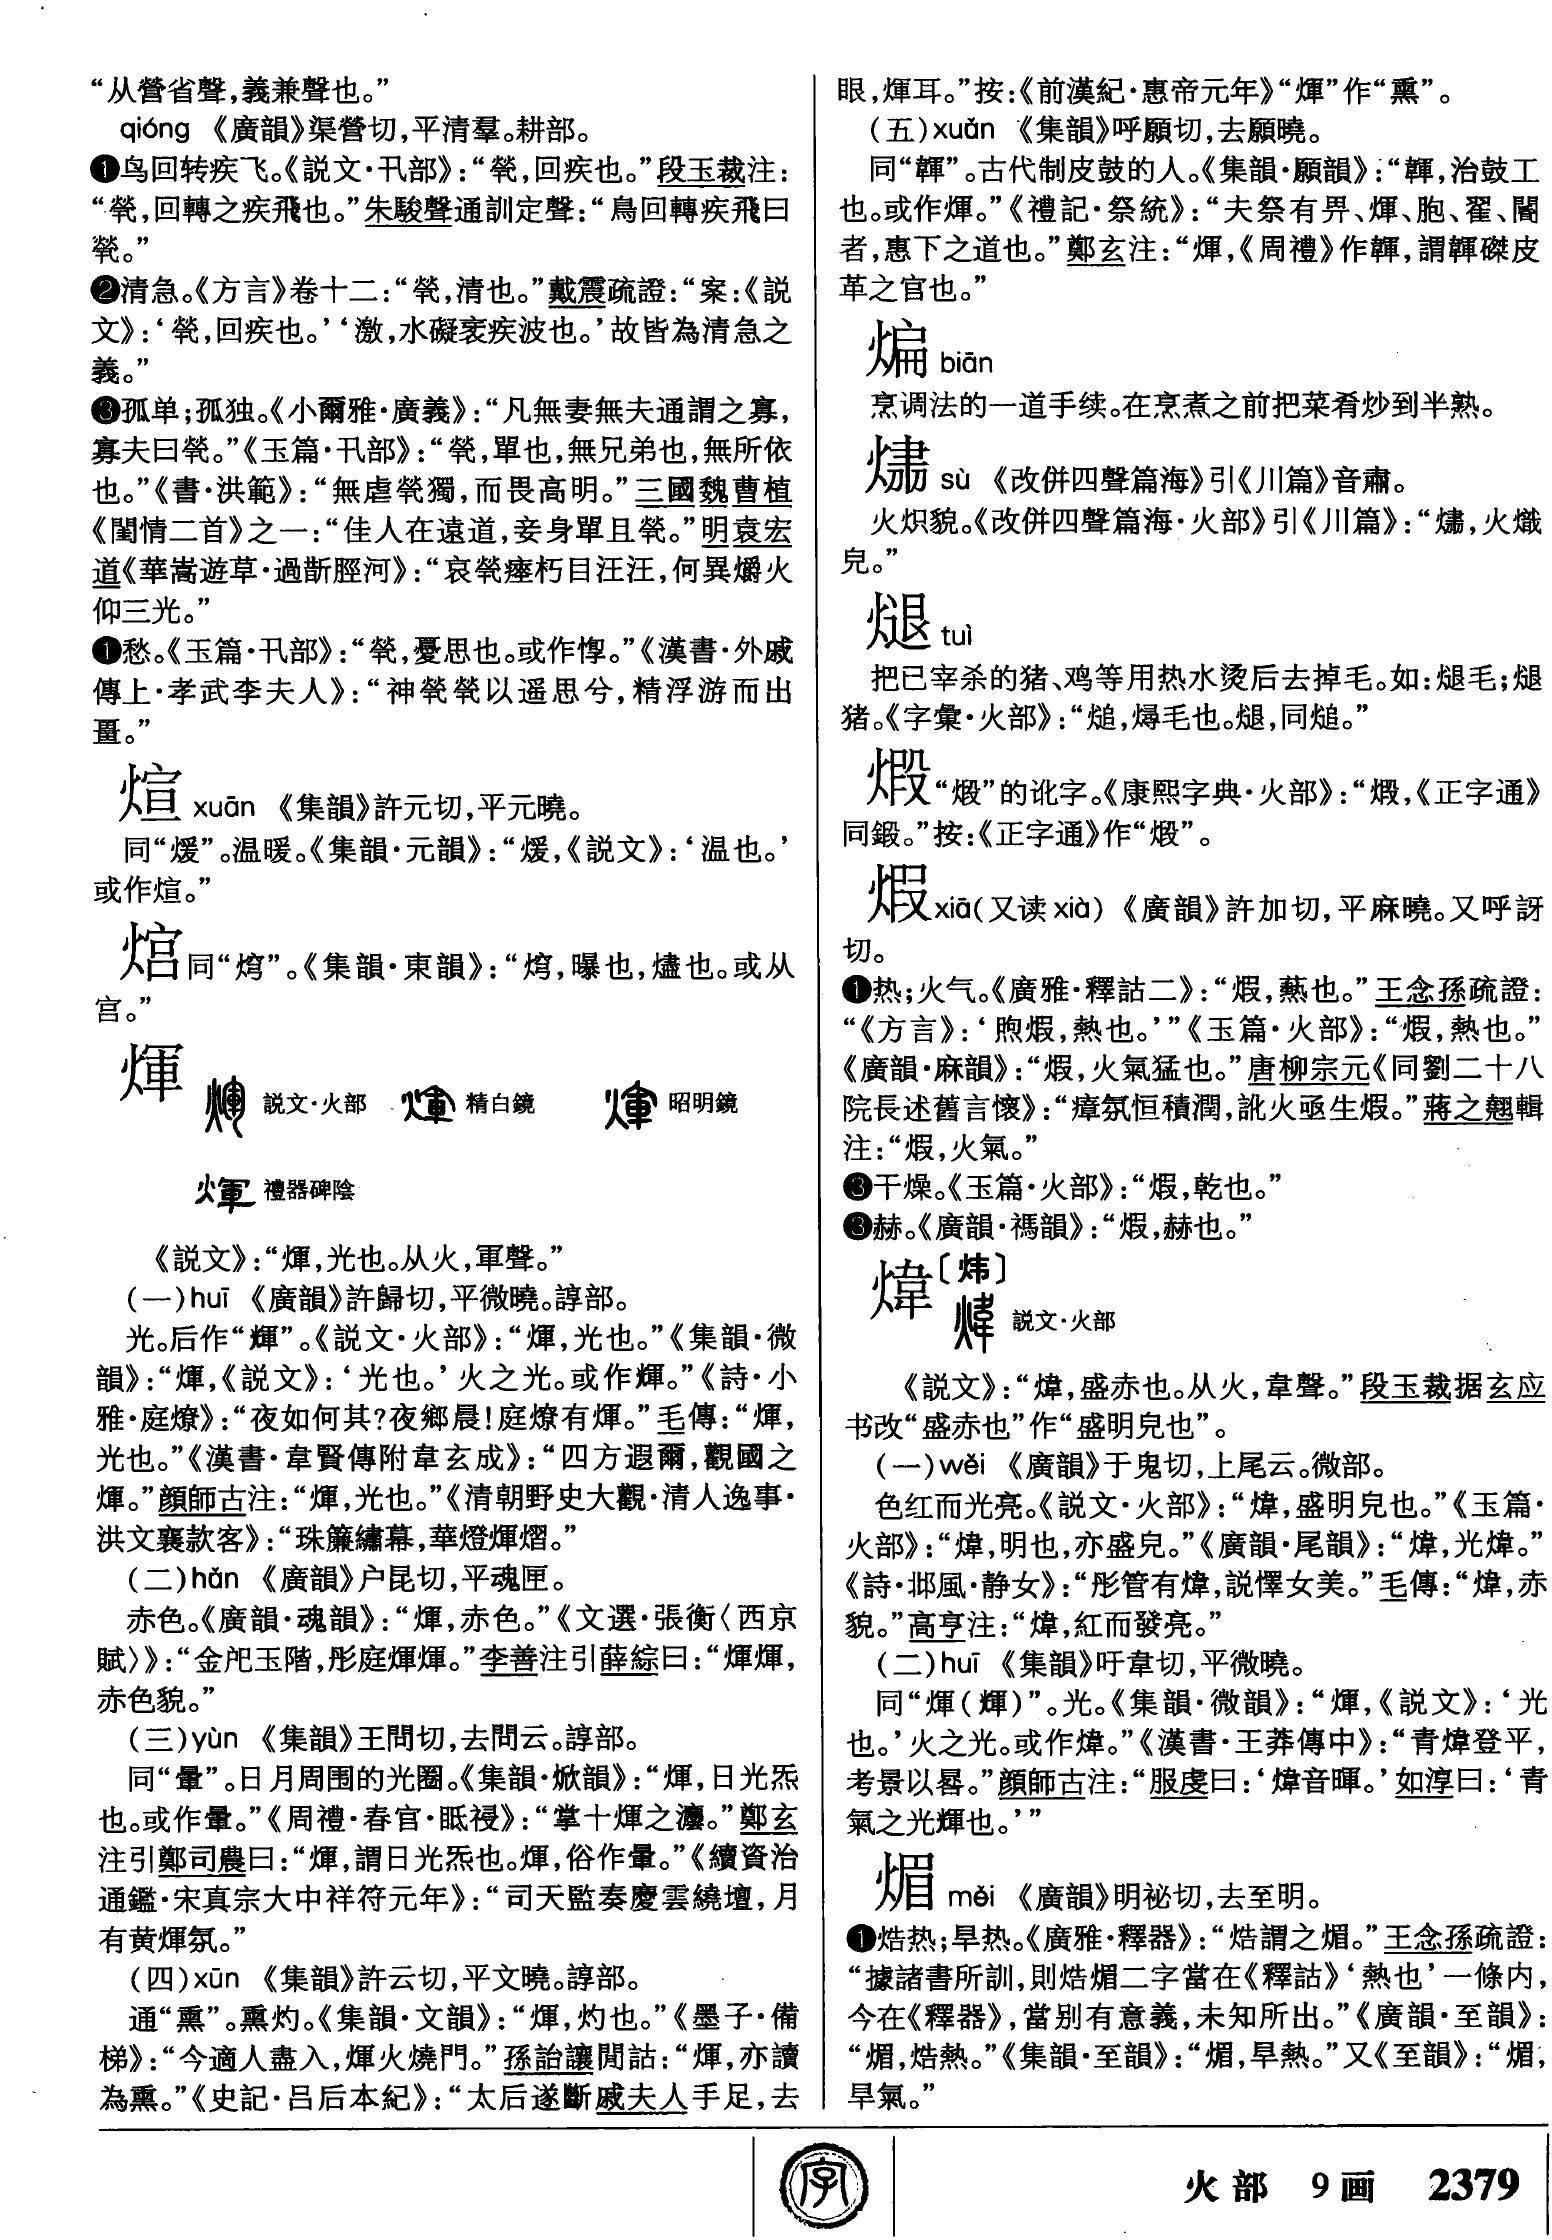 “从營省聲，義兼聲也。”
qióng 《廣韻》渠營切，平清羣。耕部。
❶鸟回转疾飞。《説文·卂部》：“煢，回疾也。”段玉裁注：
“煢，回轉之疾飛也。”朱駿聲通訓定聲：“鳥回轉疾飛曰
煢。”
❷清急。《方言》卷十二：“煢，清也。”戴震疏證：“案：《説
文》：‘煢，回疾也。’‘激，水礙衺疾波也。’故皆為清急之
義。”
❸孤单；孤独。《小爾雅·廣義》：“凡無妻無夫通謂之寡，
寡夫曰煢。”《玉篇·卂部》：“煢，單也，無兄弟也，無所依
也。”《書·洪範》：“無虐煢獨，而畏高明。”三國魏曹植
《閨情二首》之一：“佳人在遠道，妾身單且煢。”明袁宏
道《華嵩遊草·過斮脛河》：“哀煢瘞朽目汪汪，何異爝火
仰三光。”
❶愁。《玉篇·卂部》：“煢，憂思也。或作惸。”《漢書·外戚
傳上·孝武李夫人》：“神煢煢以遥思兮，精浮游而出
畺。”
煊 xuān 《集韻》許元切，平元曉。
同“煖”。温暖。《集韻·元韻》：“煖，《説文》：‘温也。’
或作煊。”
焪同“焪”。《集韻·東韻》：“焪，曝也，燼也。或从
宫。”
煇 説文·火部 精白鏡 昭明鏡
禮器碑陰
《説文》：“煇，光也。从火，軍聲。”
(一)huī 《廣韻》許歸切，平微曉。諄部。
光。后作“輝”。《説文·火部》：“煇，光也。”《集韻·微
韻》：“煇，《説文》：‘光也。’火之光。或作輝。”《詩·小
雅·庭燎》：“夜如何其?夜鄉晨!庭燎有煇。”毛傳：“煇，
光也。”《漢書·韋賢傳附韋玄成》：“四方遐爾，觀國之
煇。”顔師古注：“煇，光也。”《清朝野史大觀·清人逸事·
洪文襄款客》：“珠簾繡幕，華燈煇熠。”
(二)hǎn 《廣韻》户昆切，平魂匣。
赤色。《廣韻·魂韻》：“煇，赤色。”《文選·張衡〈西京
賦〉》：“金戺玉階，彤庭煇煇。”李善注引薛綜曰：“煇煇，
赤色貌。”
(三)yùn 《集韻》王問切，去問云。諄部。
同“暈”。日月周围的光圈。《集韻·焮韻》：“煇，日光炁
也。或作暈。”《周禮·春官·眡祲》：“掌十煇之灋。”鄭玄
注引鄭司農曰：“煇，謂日光炁也。煇，俗作暈。”《續資治
通鑑·宋真宗大中祥符元年》：“司天監奏慶雲繞壇，月
有黄煇氛。”
(四)xūn 《集韻》許云切，平文曉。諄部。
通“熏”。熏灼。《集韻·文韻》：“煇，灼也。”《墨子·備
梯》：“今適人盡入，煇火燒門。”孫詒讓閒詁：“煇，亦讀
為熏。”《史記·吕后本紀》：“太后遂斷戚夫人手足，去
眼，煇耳。”按：《前漢紀·惠帝元年》“煇”作“熏”。
(五)xuǎn 《集韻》呼願切，去願曉。
同“韗”。古代制皮鼓的人。《集韻·願韻》：“韗，治鼓工
也。或作煇。”《禮記·祭統》：“夫祭有畀、煇、胞、翟、閽
者，惠下之道也。”鄭玄注：“煇，《周禮》作韗，謂韗磔皮
革之官也。”
煸 biān
烹调法的一道手续。在烹煮之前把菜肴炒到半熟。
sù 《改併四聲篇海》引《川篇》音肅。
火炽貌。《改併四聲篇海·火部》引《川篇》：“，火熾
皃。”
煺 tuì
把已宰杀的猪、鸡等用热水烫后去掉毛。如：煺毛；煺
猪。《字彙·火部》：“熥，燖毛也。煺，同熥。”
“煅”的讹字。《康熙字典·火部》：“，《正字通》
同鍛。”按：《正字通》作“煅”。
煆xiā(又读xià) 《廣韻》許加切，平麻曉。又呼訝
切。
❶热；火气。《廣雅·釋詁二》：“煆，爇也。”王念孫疏證：
“《方言》：‘煦煆，熱也。’”《玉篇·火部》：“煆，熱也。”
《廣韻·麻韻》：“煆，火氣猛也。”唐柳宗元《同劉二十八
院長述舊言懷》：“瘴氛恒積潤，訛火亟生煆。”蔣之翹輯
注：“煆，火氣。”
❸干燥。《玉篇·火部》：“煆，乾也。”
❸赫。《廣韻·禡韻》：“煆，赫也。”
煒〔炜〕
説文·火部
《説文》：“煒，盛赤也。从火，韋聲。”段玉裁据玄应
书改“盛赤也”作“盛明皃也”。
(一)wěi 《廣韻》于鬼切，上尾云。微部。
色红而光亮。《説文·火部》：“煒，盛明皃也。”《玉篇·
火部》：“煒，明也，亦盛皃。”《廣韻·尾韻》：“煒，光煒。”
《詩·邶風·静女》：“彤管有煒，説懌女美。”毛傳：“煒，赤
貌。”高亨注：“煒，紅而發亮。”
(二)huī 《集韻》吁韋切，平微曉。
同“煇(輝)”。光。《集韻·微韻》：“煇，《説文》：‘光
也。’火之光。或作煒。”《漢書·王莽傳中》：“青煒登平，
考景以晷。”顔師古注：“服虔曰：‘煒音暉。’如淳曰：‘青
氣之光輝也。’”
煝 měi 《廣韻》明祕切，去至明。
❶焅热；旱热。《廣雅·釋器》：“焅謂之煝。”王念孫疏證：
“據諸書所訓，則焅煝二字當在《釋詁》‘熱也’一條内，
今在《釋器》，當别有意義，未知所出。”《廣韻·至韻》：
“煝，焅熱。”《集韻·至韻》：“煝，旱熱。”又《至韻》：“煝，
旱氣。”
字
火部 9画 2379